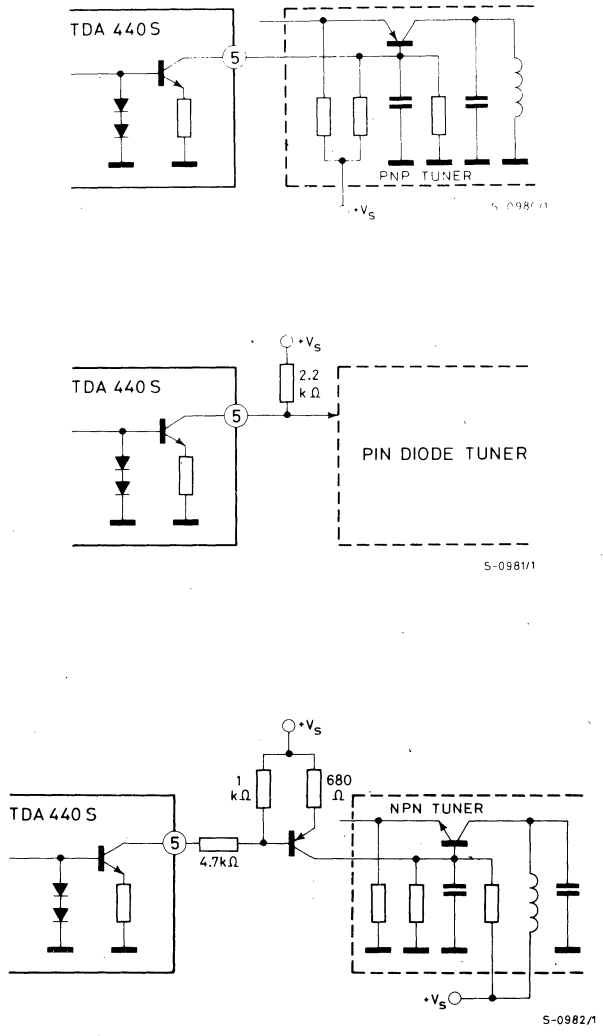 TDA 440 S
5
PNP TUNER
+Vs
+Vs
2.2
kΩ
TDA 440 S
5
PIN DIODE TUNER
S-0981/1
+Vs
1
kΩ
680
Ω
NPN TUNER
TDA 440 S
5
4.7kΩ
+Vs
S-0982/1